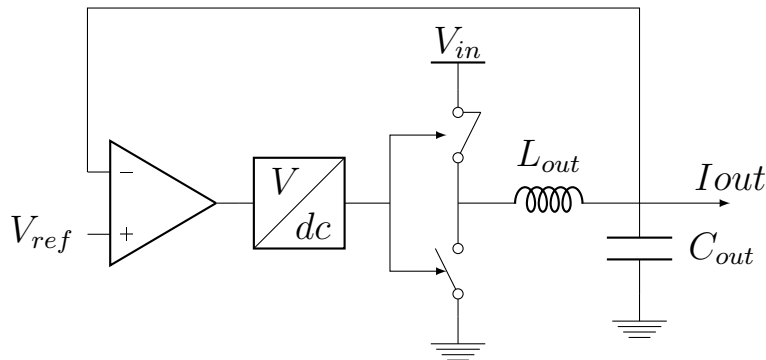 V_in
L_out
Iout
V
dc
−
+
V_ref
C_out